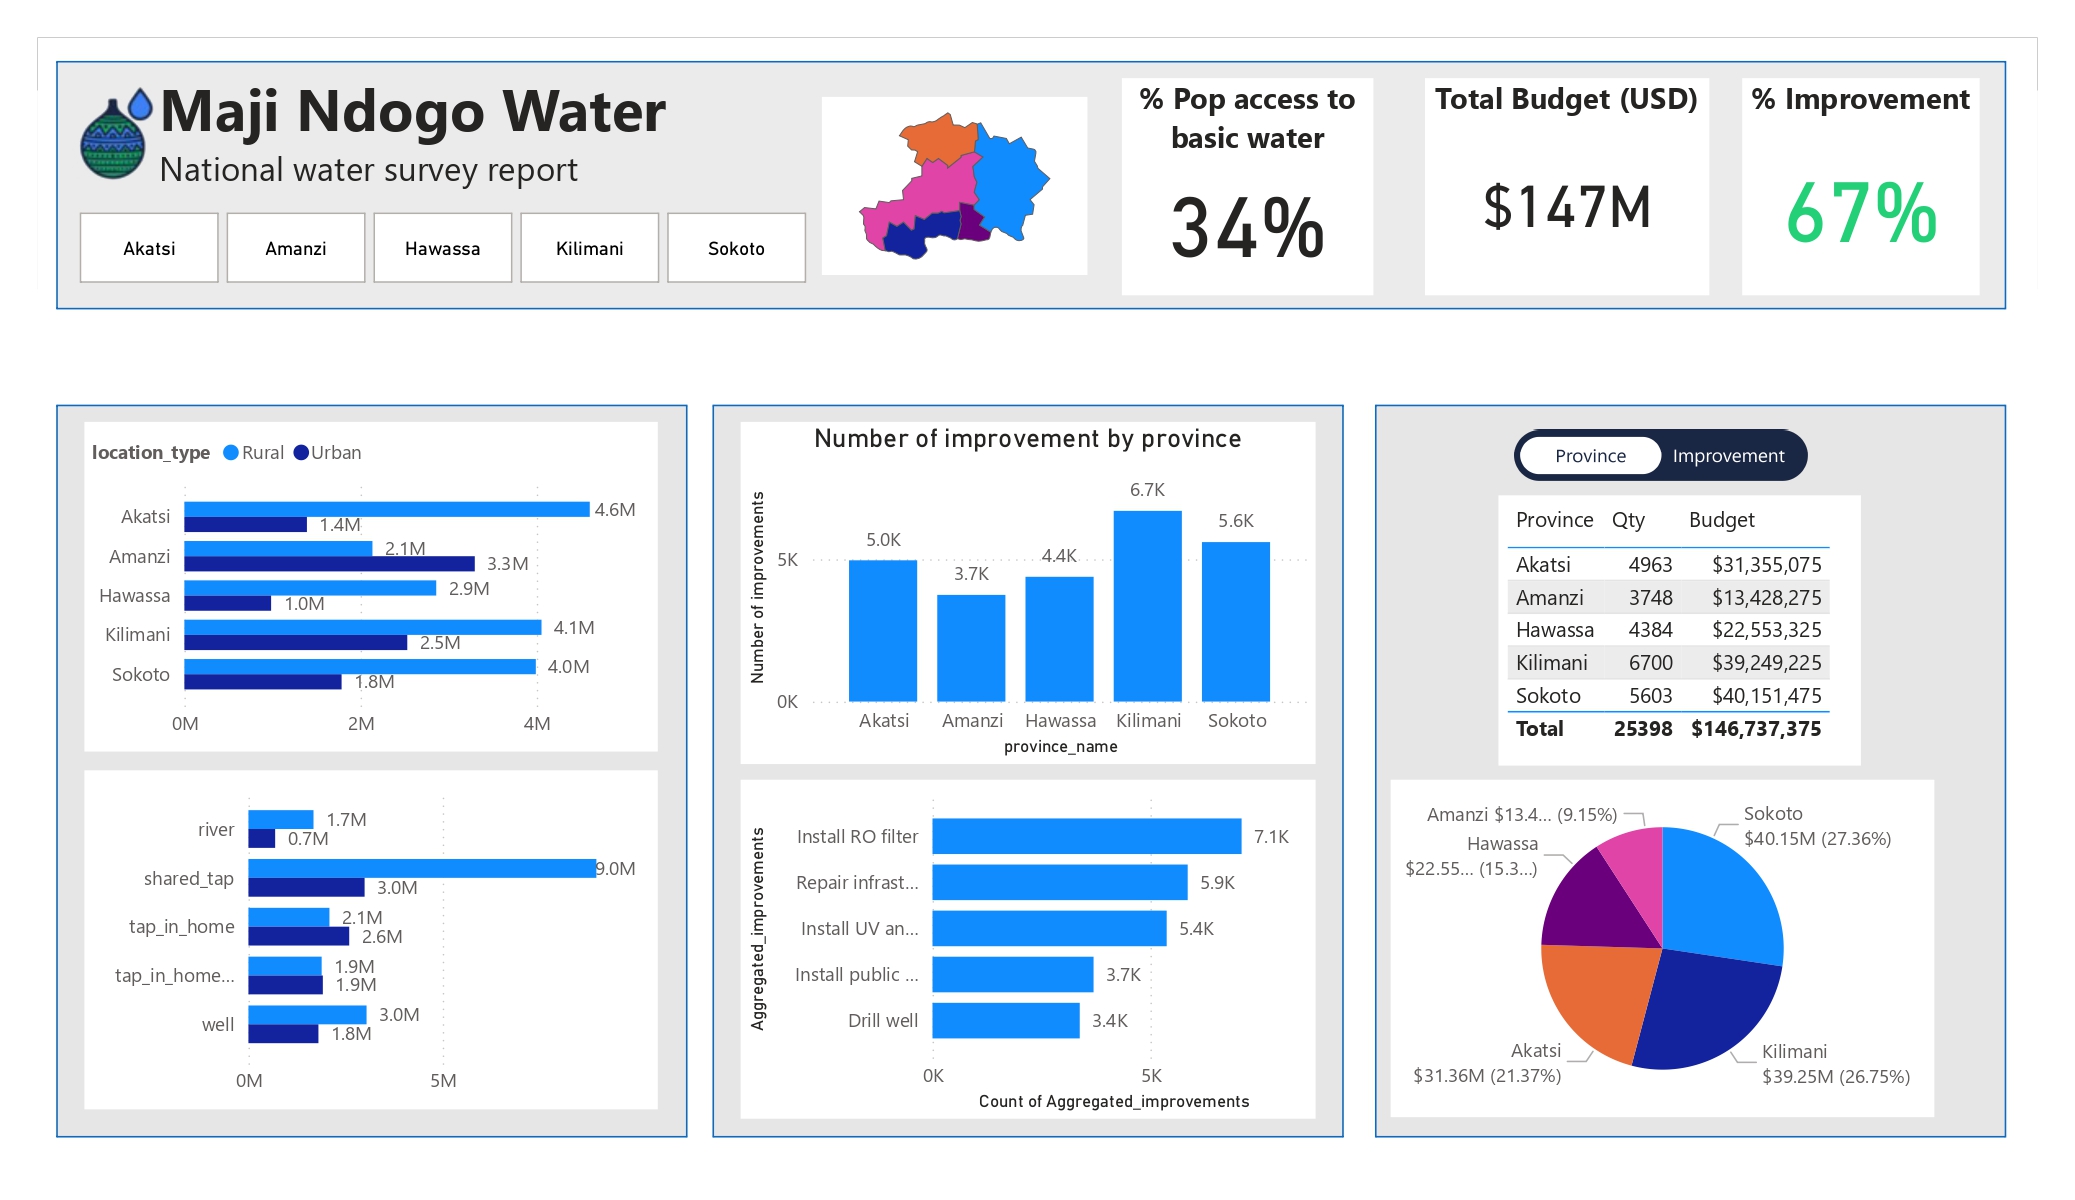 Maji Ndogo Water
National water survey report
Akatsi
Amanzi
Hawassa
Kilimani
Sokoto
% Pop access to
basic water
34%
Total Budget (USD)
$147M
% Improvement
67%
location_type Rural Urban
Akatsi 4.6M
1.4M
Amanzi 2.1M
3.3M
Hawassa 2.9M
1.0M
Kilimani 4.1M
2.5M
Sokoto 4.0M
1.8M
0M 2M 4M
river 1.7M
0.7M
shared_tap 9.0M
3.0M
tap_in_home 2.1M
2.6M
tap_in_home... 1.9M
1.9M
well 3.0M
1.8M
0M 5M
Number of improvement by province
Number of improvements
5K
0K
5.0K
3.7K
4.4K
6.7K
5.6K
Akatsi Amanzi Hawassa Kilimani Sokoto
province_name
Aggregated_improvements
Install RO filter 7.1K
Repair infrast... 5.9K
Install UV an... 5.4K
Install public ... 3.7K
Drill well 3.4K
0K 5K
Count of Aggregated_improvements
Province Improvement
Province Qty Budget
Akatsi 4963 $31,355,075
Amanzi 3748 $13,428,275
Hawassa 4384 $22,553,325
Kilimani 6700 $39,249,225
Sokoto 5603 $40,151,475
Total 25398 $146,737,375
Amanzi $13.4... (9.15%)
Hawassa
$22.55... (15.3...)
Sokoto
$40.15M (27.36%)
Akatsi
$31.36M (21.37%)
Kilimani
$39.25M (26.75%)